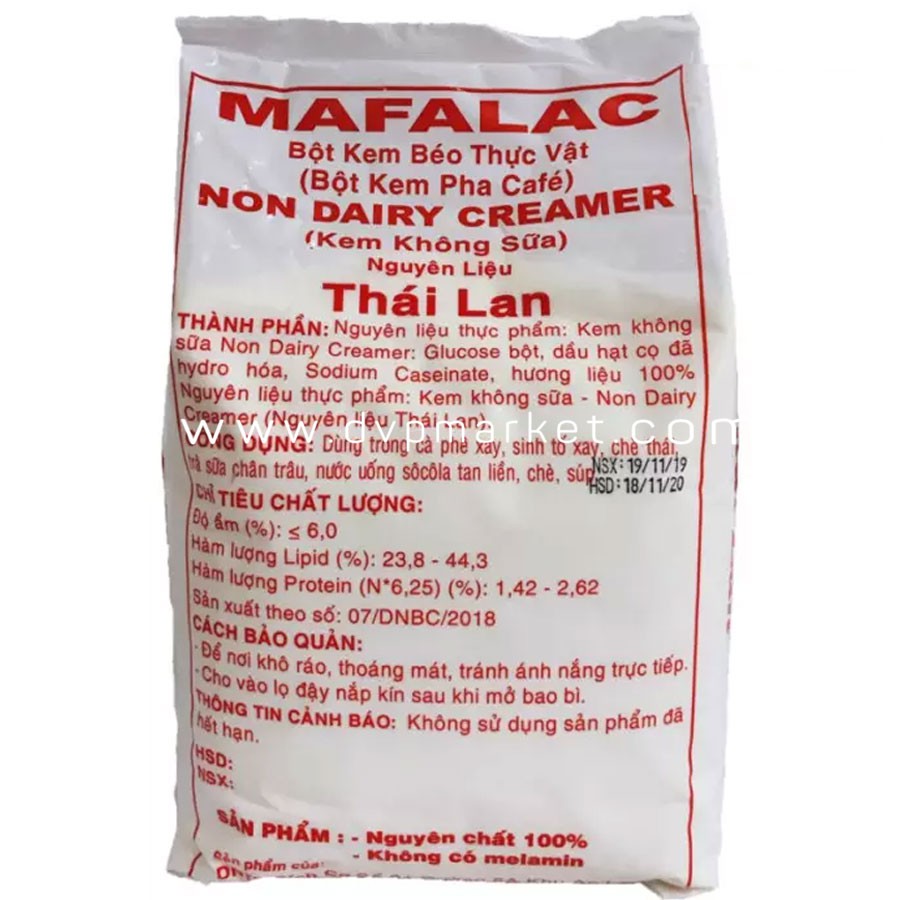 MAFALAC
Bột Kem Béo Thực Vật
(Bột Kem Pha Café)
NON DAIRY CREAMER
(Kem Không Sữa)
Nguyên Liệu
Thái Lan
THÀNH PHẦN: Nguyên liệu thực phẩm: Kem không
sữa Non Dairy Creamer: Glucose bột, dầu hạt cọ đã
hydro hóa, Sodium Caseinate, hương liệu 100%
Nguyên liệu thực phẩm: Kem không sữa - Non Dairy
Creamer (Nguyên liệu Thái Lan)
www.dvpmarket.com
CÔNG DỤNG: Dùng trong cà phê xay, sinh tố xay, chè thái,
trà sữa chân trâu, nước uống sôcôla tan liền, chè, súp
NSX: 19/11/19
HSD: 18/11/20
CHỈ TIÊU CHẤT LƯỢNG:
Độ ẩm (%): ≤ 6,0
Hàm lượng Lipid (%): 23,8 - 44,3
Hàm lượng Protein (N*6,25) (%): 1,42 - 2,62
Sản xuất theo số: 07/DNBC/2018
CÁCH BẢO QUẢN:
-Để nơi khô ráo, thoáng mát, tránh ánh nắng trực tiếp.
-Cho vào lọ đậy nắp kín sau khi mở bao bì.
THÔNG TIN CẢNH BÁO: Không sử dụng sản phẩm đã
hết hạn.
HSD:
NSX:
SẢN PHẨM : - Nguyên chất 100%
- Không có melamin
Sản phẩm của: